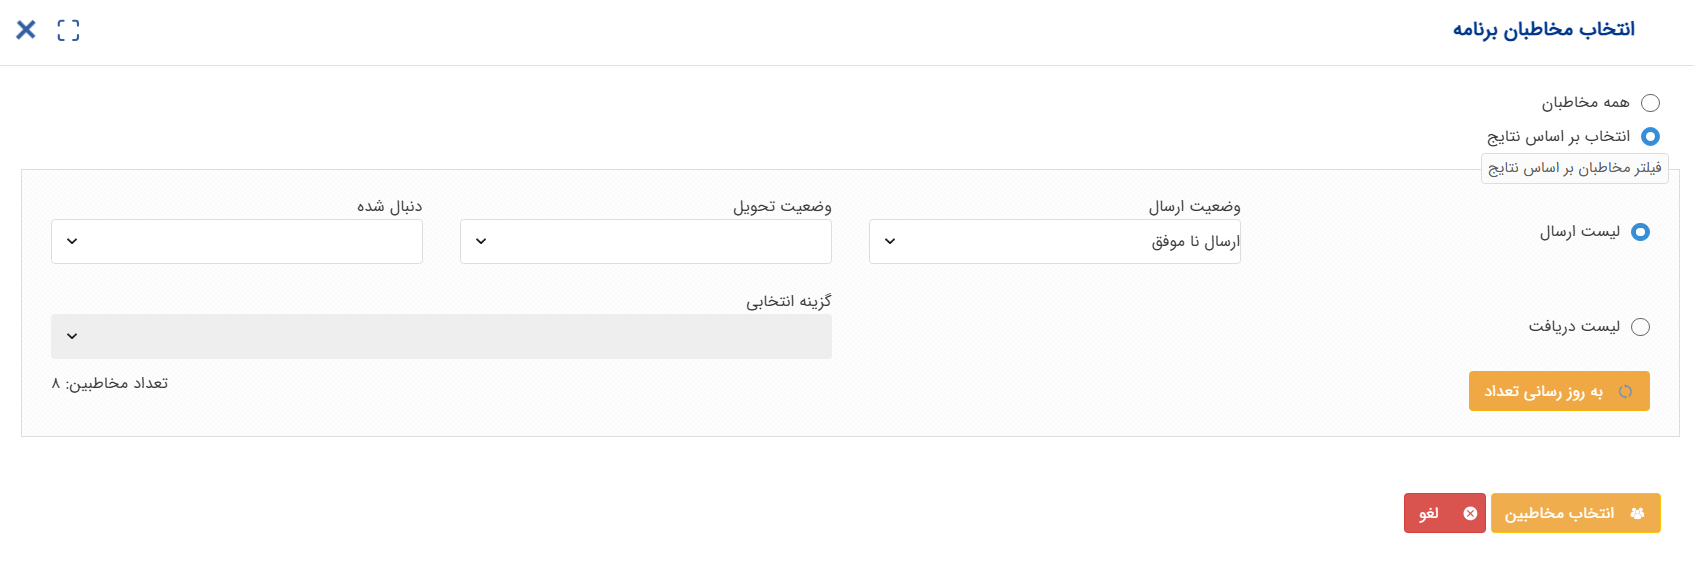 انتخاب مخاطبان برنامه
همه مخاطبان
انتخاب بر اساس نتایج
فیلتر مخاطبان بر اساس نتایج
لیست ارسال
وضعیت ارسال
ارسال نا موفق
وضعیت تحویل
دنبال شده
لیست دریافت
گزینه انتخابی
به روز رسانی تعداد
تعداد مخاطبین: ۸
انتخاب مخاطبین
لغو